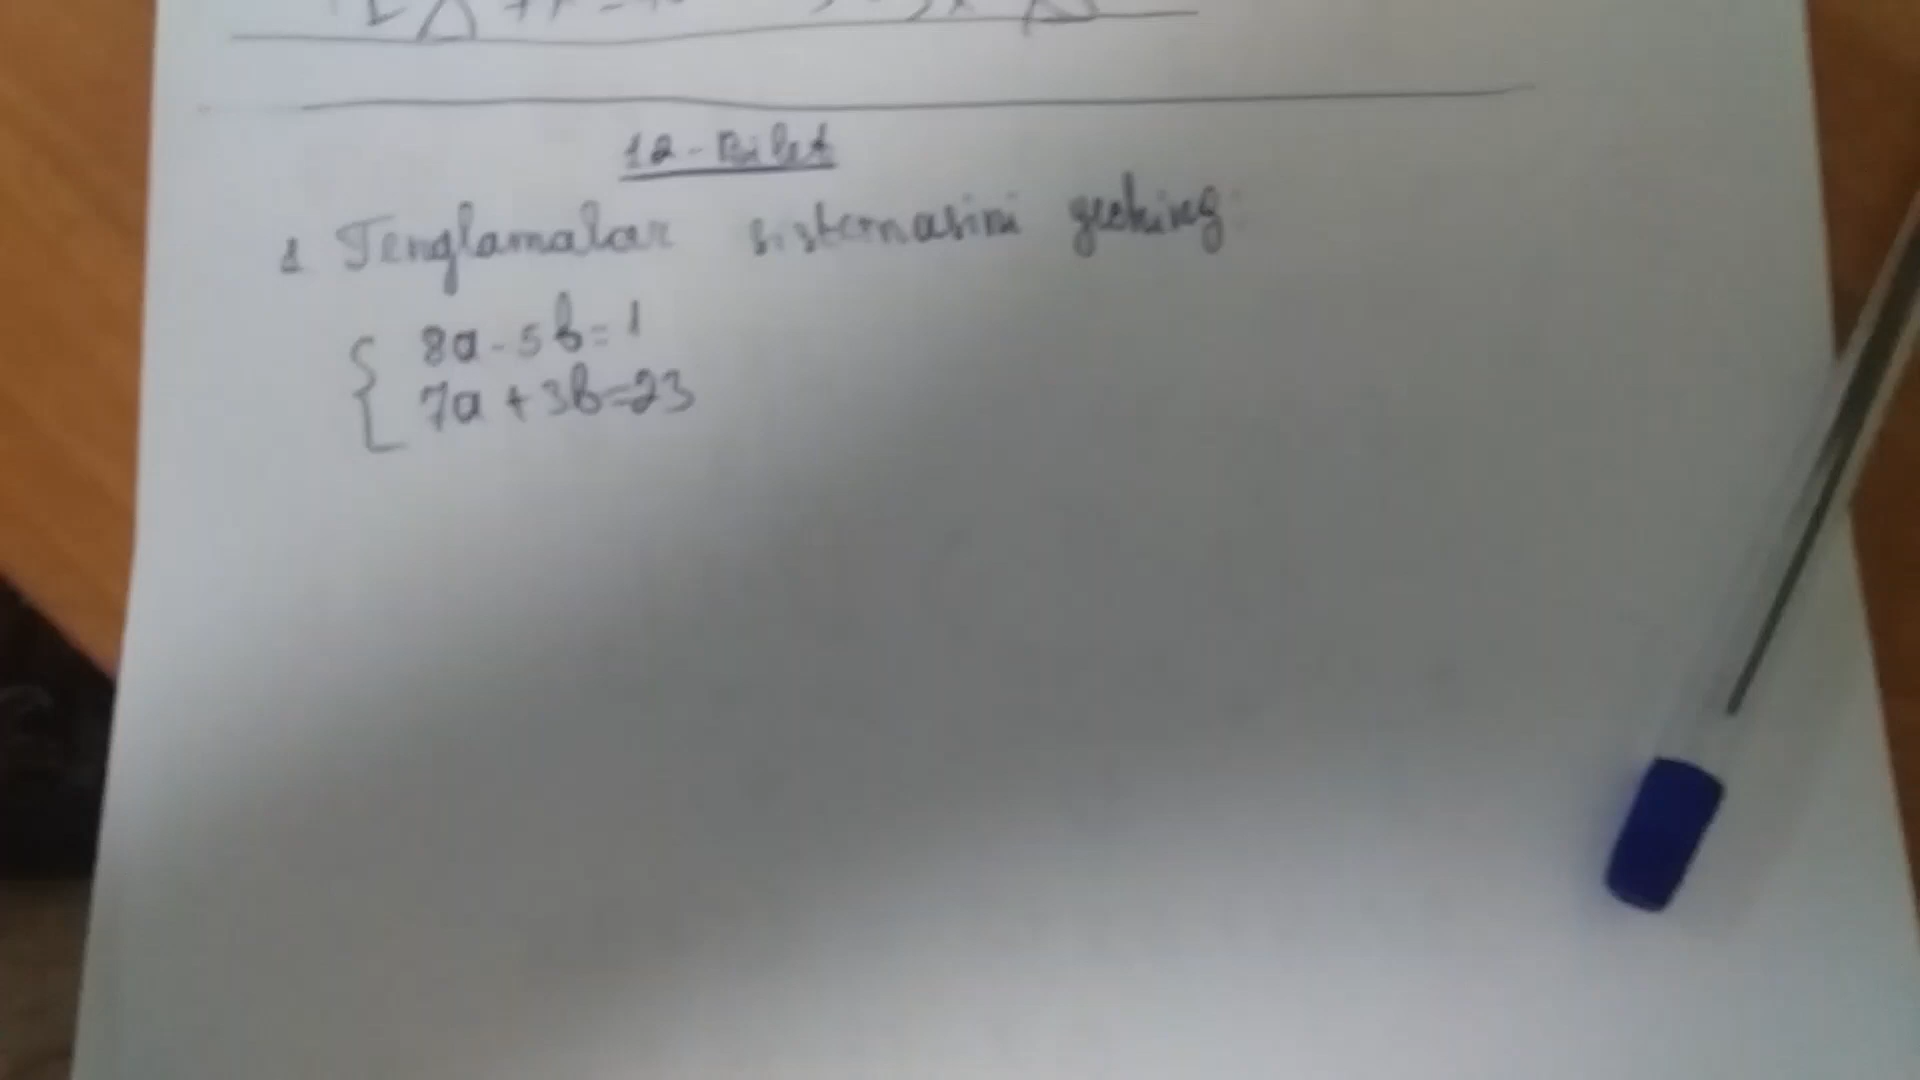 12-Bilet
1 Tenglamalar sistemasini yeching:
8a-5b=1
7a+3b=23